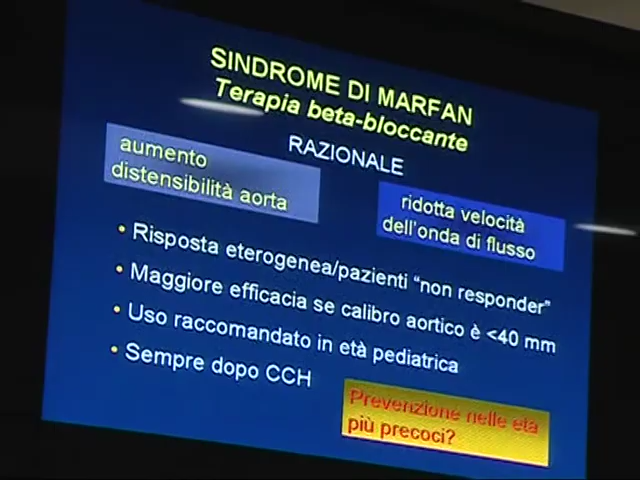 SINDROME DI MARFAN
Terapia beta-bloccante
RAZIONALE
aumento
distensibilità aorta
ridotta velocità
dell'onda di flusso
• Risposta eterogenea/pazienti "non responder"
• Maggiore efficacia se calibro aortico è <40 mm
• Uso raccomandato in età pediatrica
• Sempre dopo CCH
Prevenzione nelle età
più precoci?